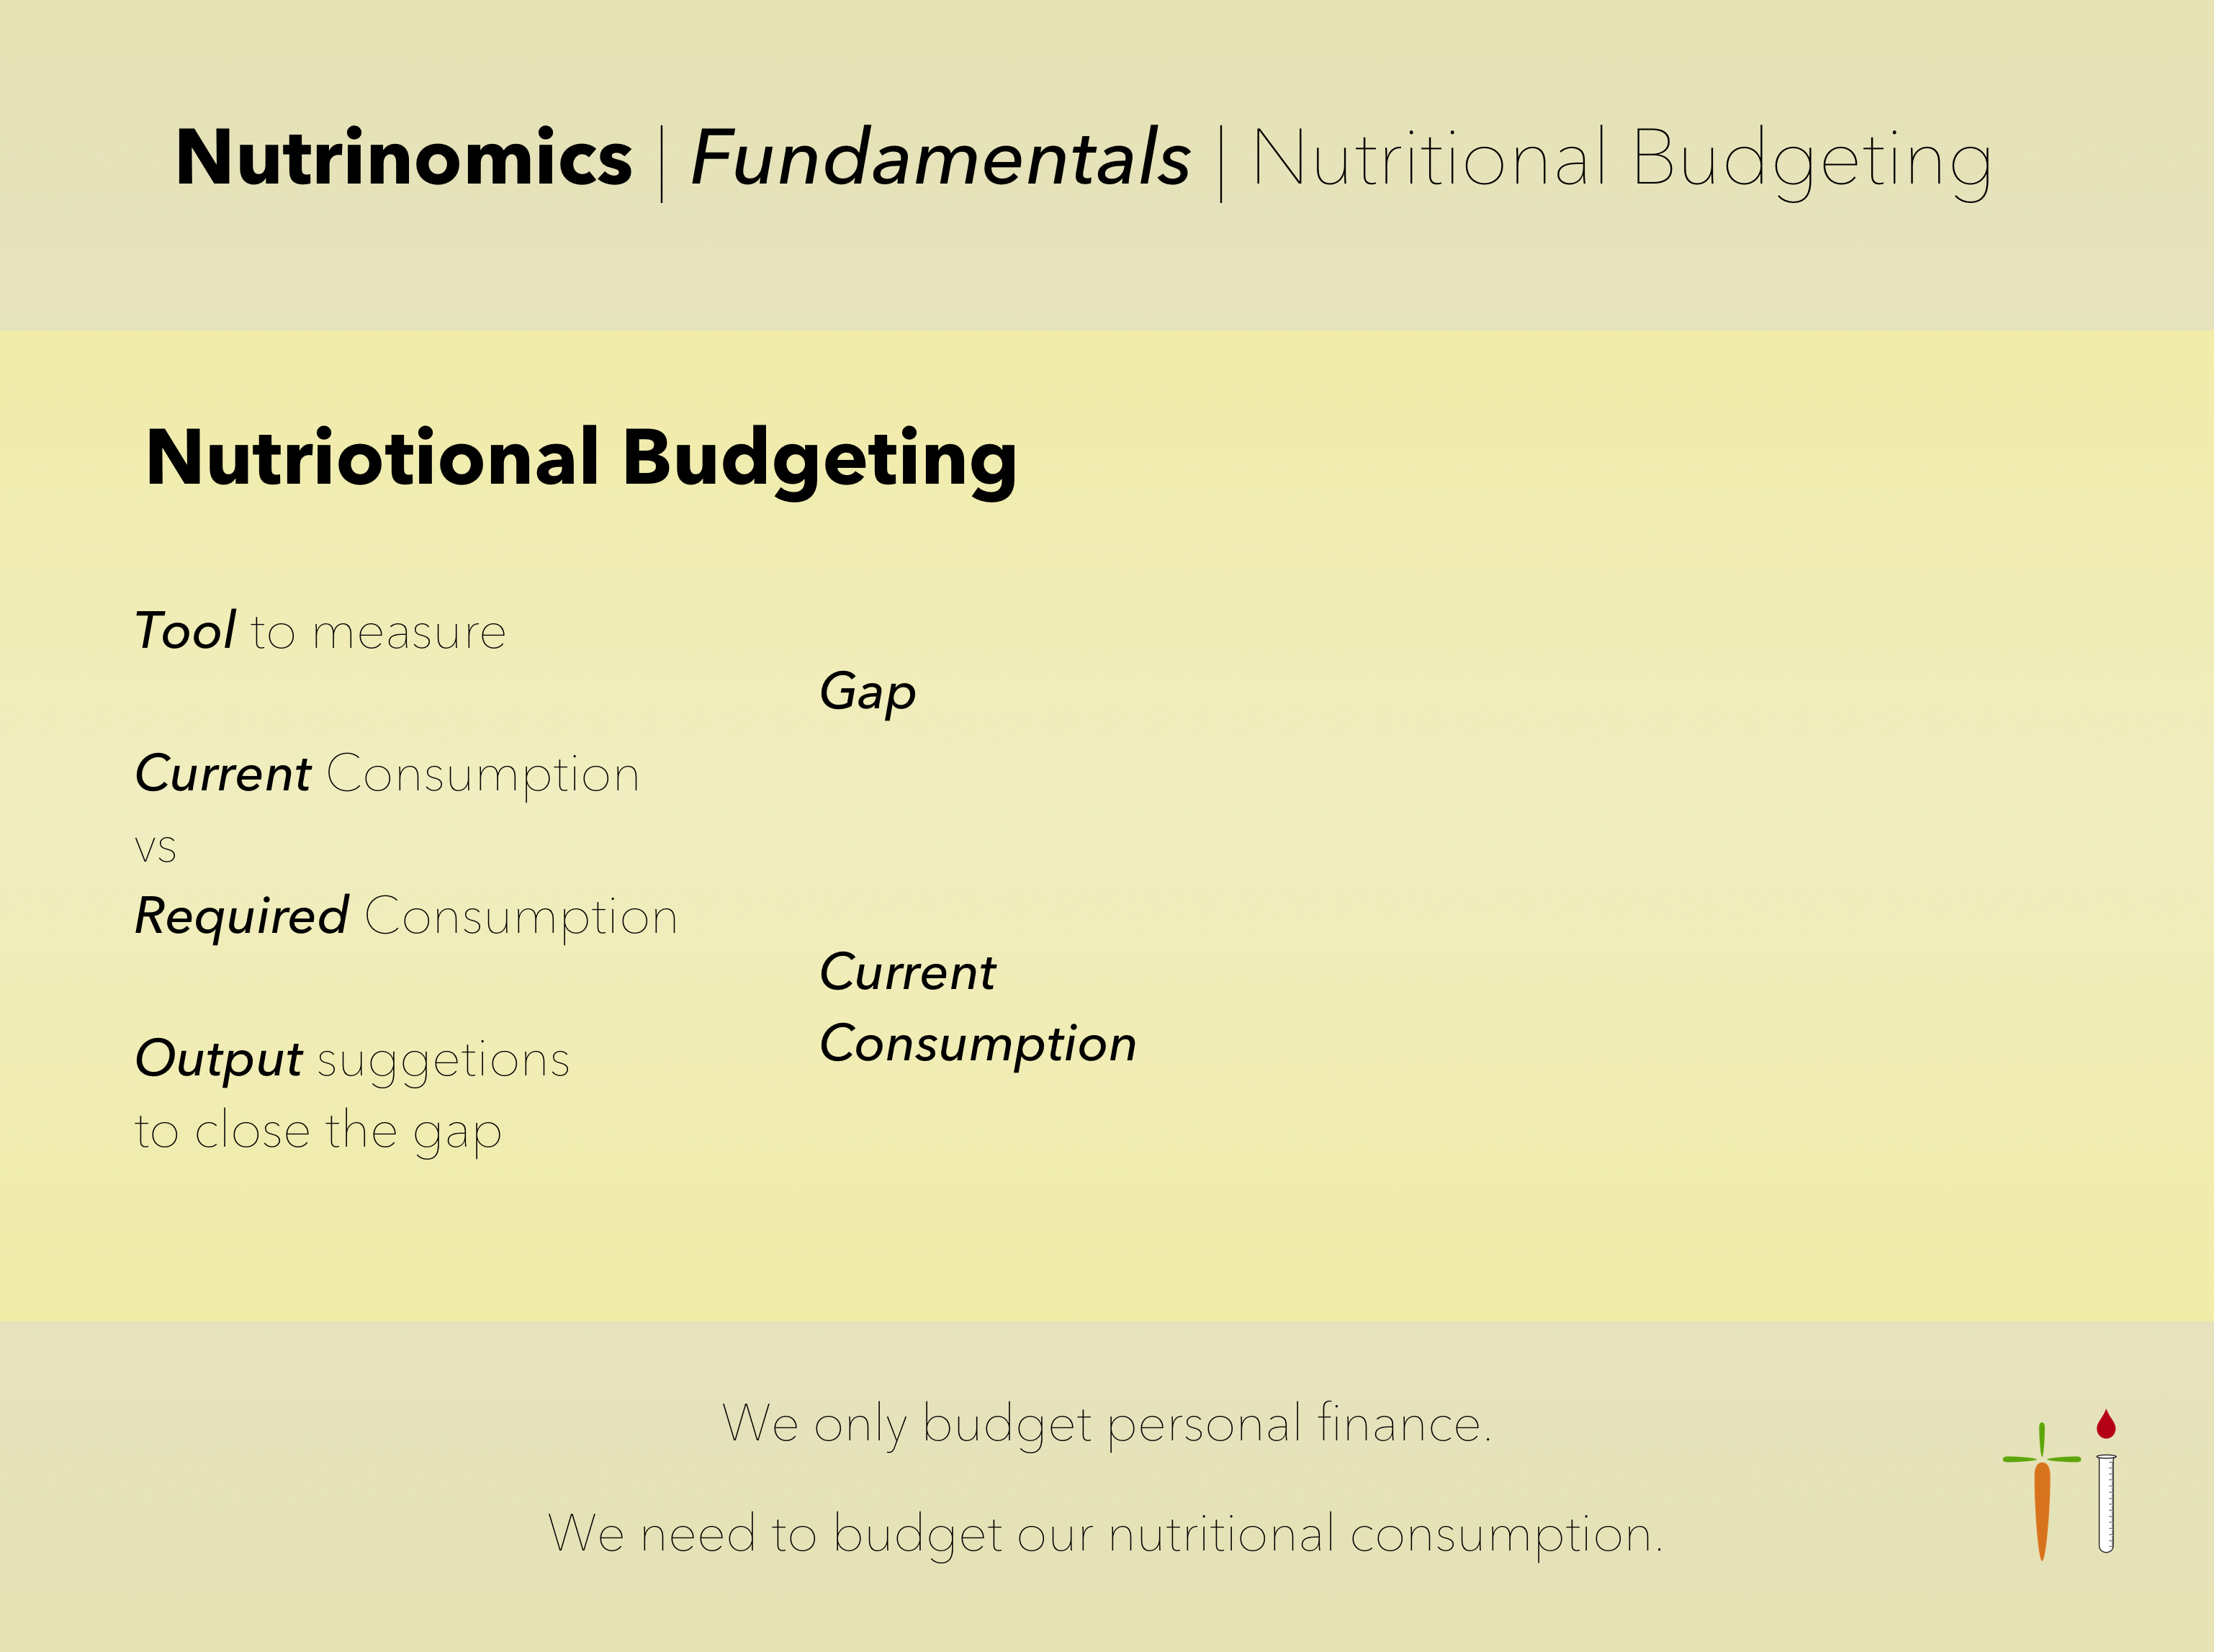 Nutrinomics | Fundamentals | Nutritional Budgeting
Nutriotional Budgeting
Tool to measure
Current Consumption
vs
Required Consumption
Output suggetions
to close the gap
Gap
Current
Consumption
We only budget personal finance.
We need to budget our nutritional consumption.